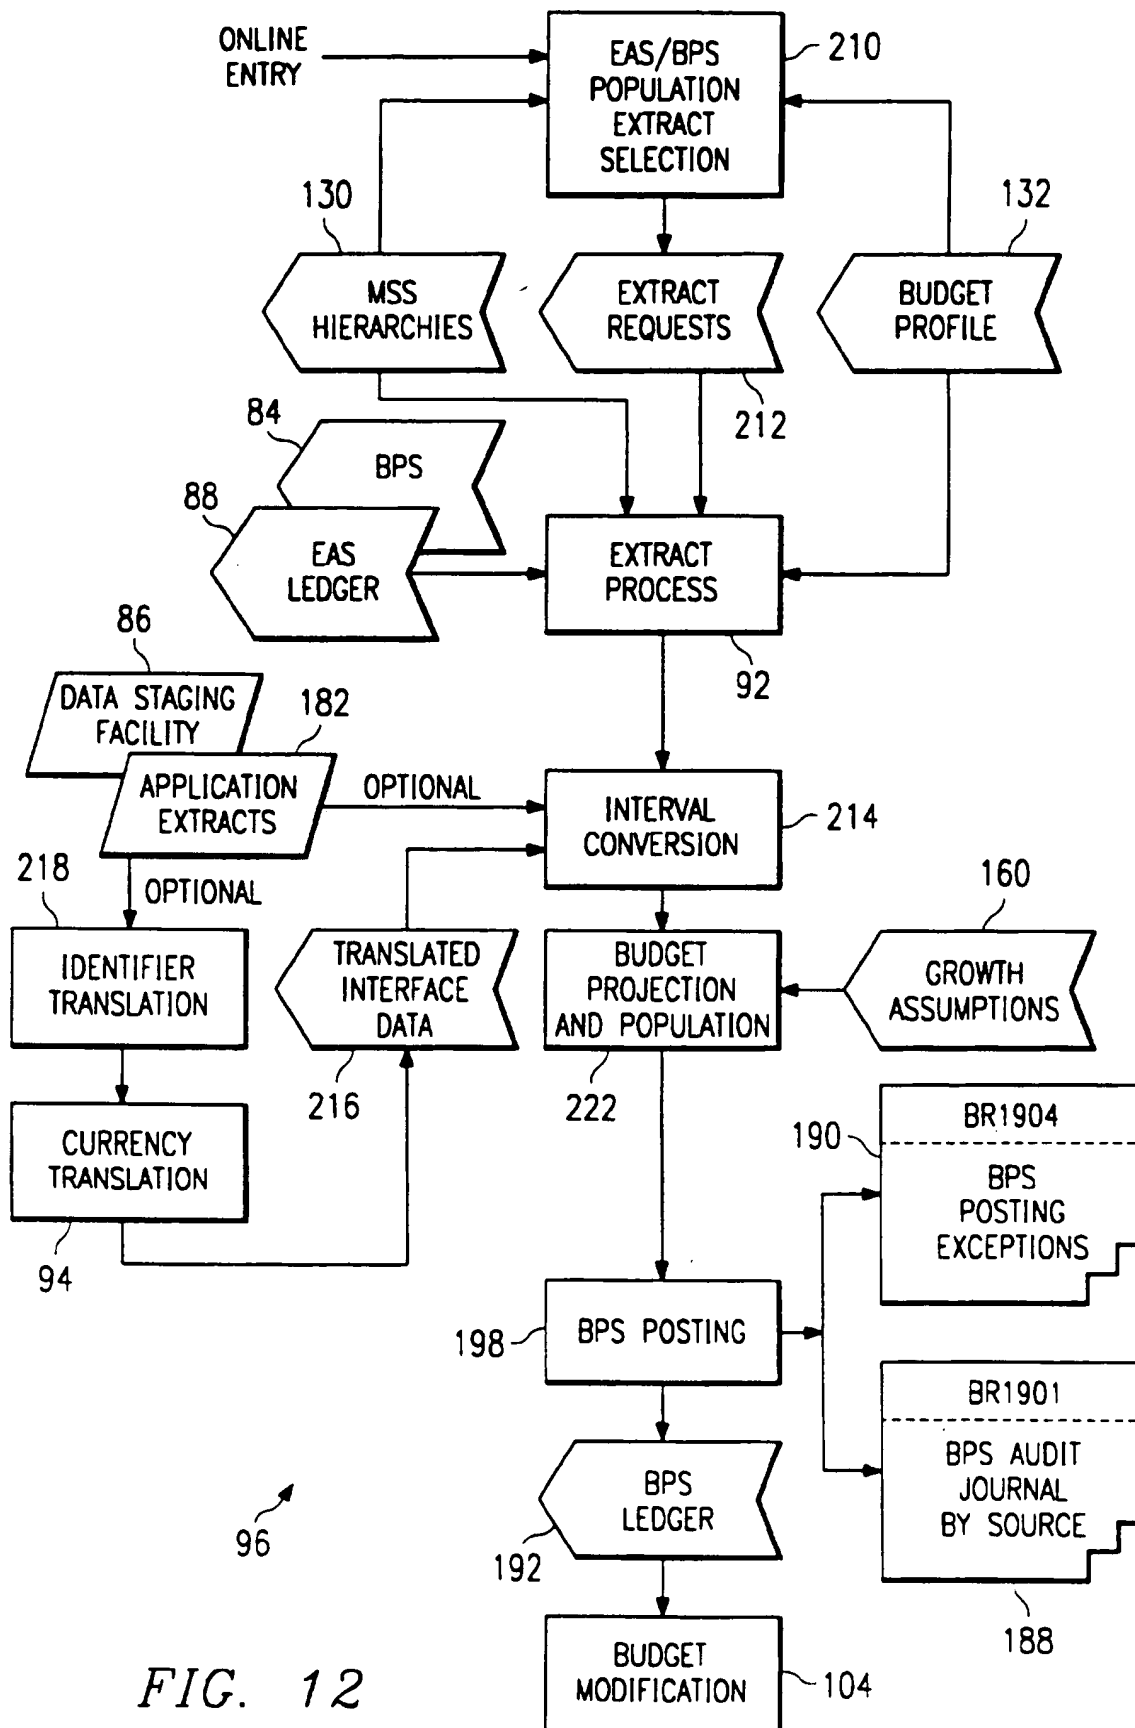 ONLINE
ENTRY
EAS/BPS
POPULATION
EXTRACT
SELECTION
210
130
132
MSS
HIERARCHIES
EXTRACT
REQUESTS
BUDGET
PROFILE
212
84
BPS
88
EAS
LEDGER
EXTRACT
PROCESS
92
86
DATA STAGING
FACILITY
182
APPLICATION
EXTRACTS
OPTIONAL
INTERVAL
CONVERSION
214
218
OPTIONAL
160
IDENTIFIER
TRANSLATION
TRANSLATED
INTERFACE
DATA
BUDGET
PROJECTION
AND POPULATION
GROWTH
ASSUMPTIONS
216
222
CURRENCY
TRANSLATION
94
190
BR1904
BPS
POSTING
EXCEPTIONS
198
BPS POSTING
BR1901
BPS AUDIT
JOURNAL
BY SOURCE
188
BPS
LEDGER
192
96
BUDGET
MODIFICATION
104
FIG. 12